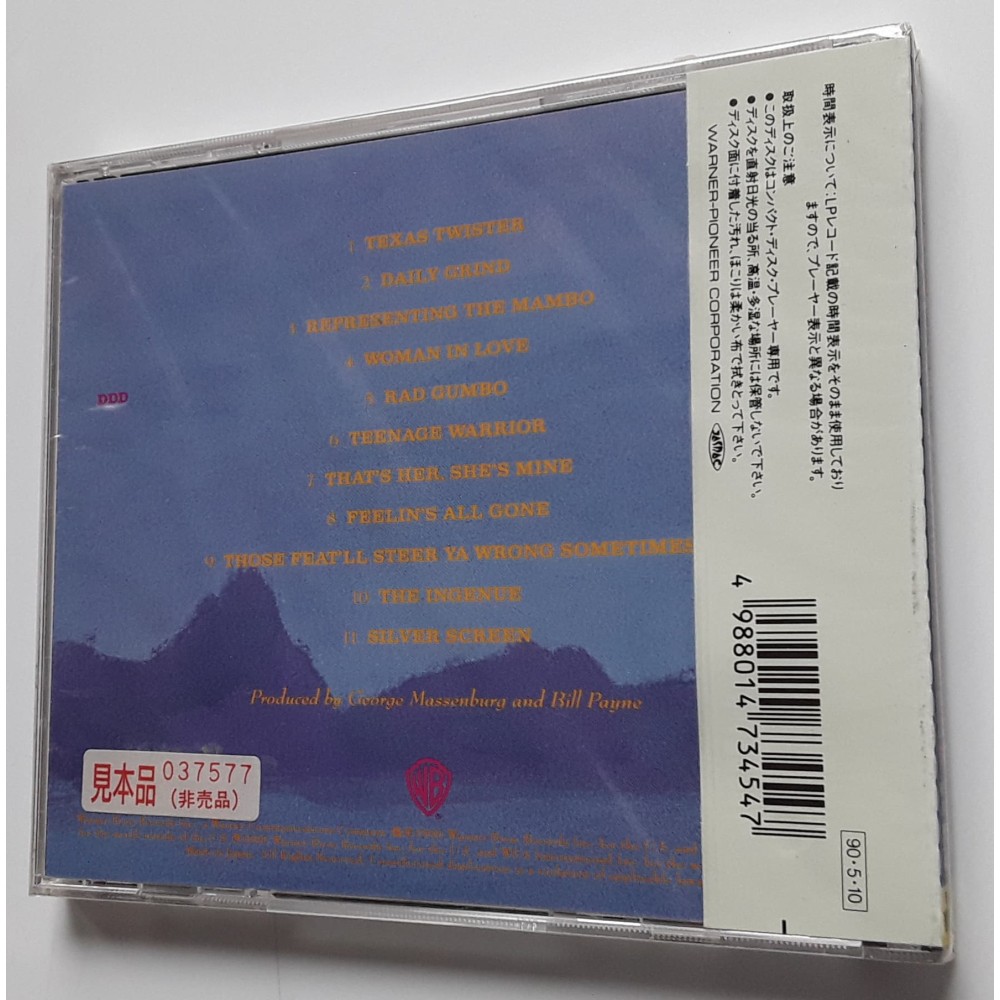 1. TEXAS TWISTER
2. DAILY GRIND
3. REPRESENTING THE MAMBO
4. WOMAN IN LOVE
5. RAD GUMBO
6. TEENAGE WARRIOR
7. THAT'S HER, SHE'S MINE
8. FEELIN'S ALL GONE
9. THOSE FEAT'LL STEER YA WRONG SOMETIMES
10. THE INGENUE
11. SILVER SCREEN
DDD
Produced by George Massenburg and Bill Payne
WB
見本品 037577
(非売品)
時間表示について:LPレコード記載の時間表示をそのまま使用しており
ますので、プレーヤー表示と異なる場合があります。
取扱上のご注意
●このディスクはコンパクト・ディスク・プレーヤー専用です。
●ディスクを直射日光の当る所、高温・多湿な場所には保管しないで下さい。
●ディスク面に付着した汚れ、ほこりは柔かい布で拭きとって下さい。
WARNER-PIONEER CORPORATION
JASRAC
4 988014 734547
90・5・10